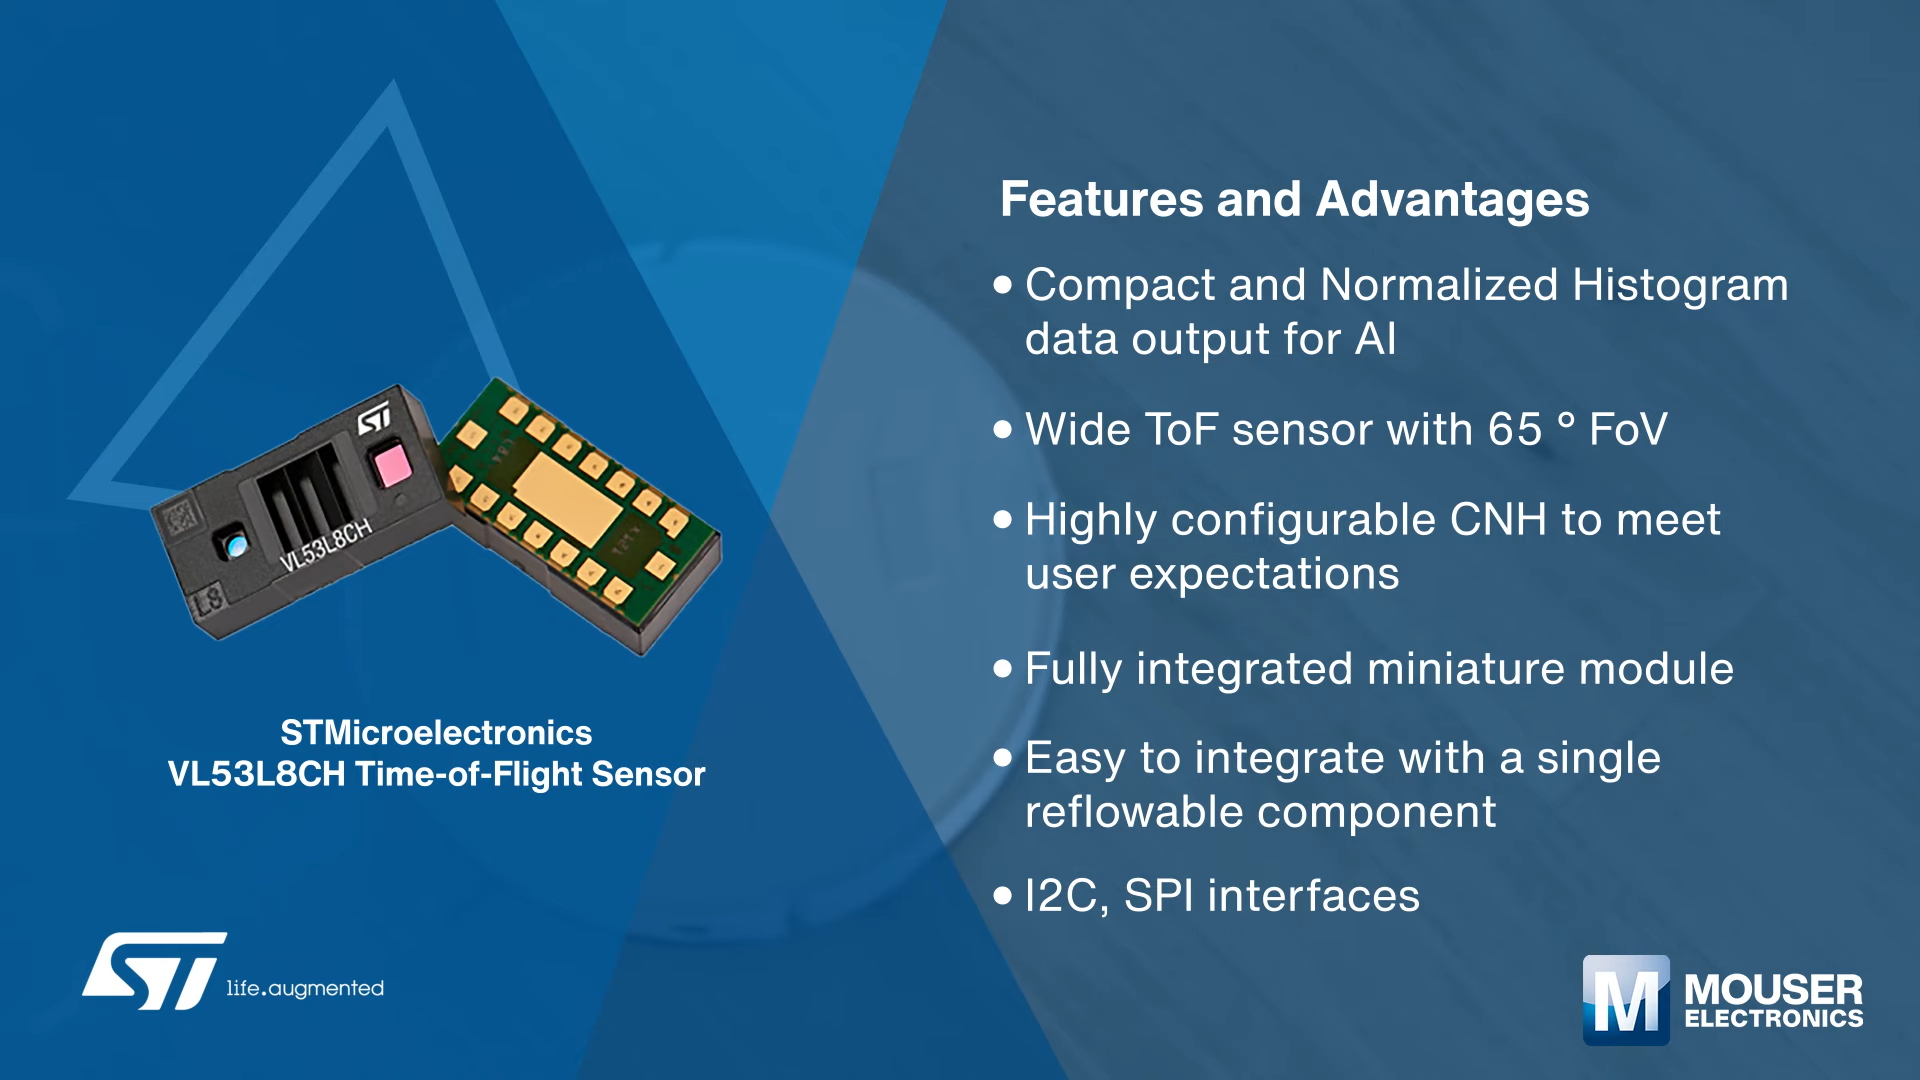 Features and Advantages
• Compact and Normalized Histogram
data output for AI
• Wide ToF sensor with 65 ° FoV
• Highly configurable CNH to meet
user expectations
• Fully integrated miniature module
• Easy to integrate with a single
reflowable component
• I2C, SPI interfaces
ST
VL53L8CH
L8
STMicroelectronics
VL53L8CH Time-of-Flight Sensor
ST life.augmented
M MOUSER
ELECTRONICS